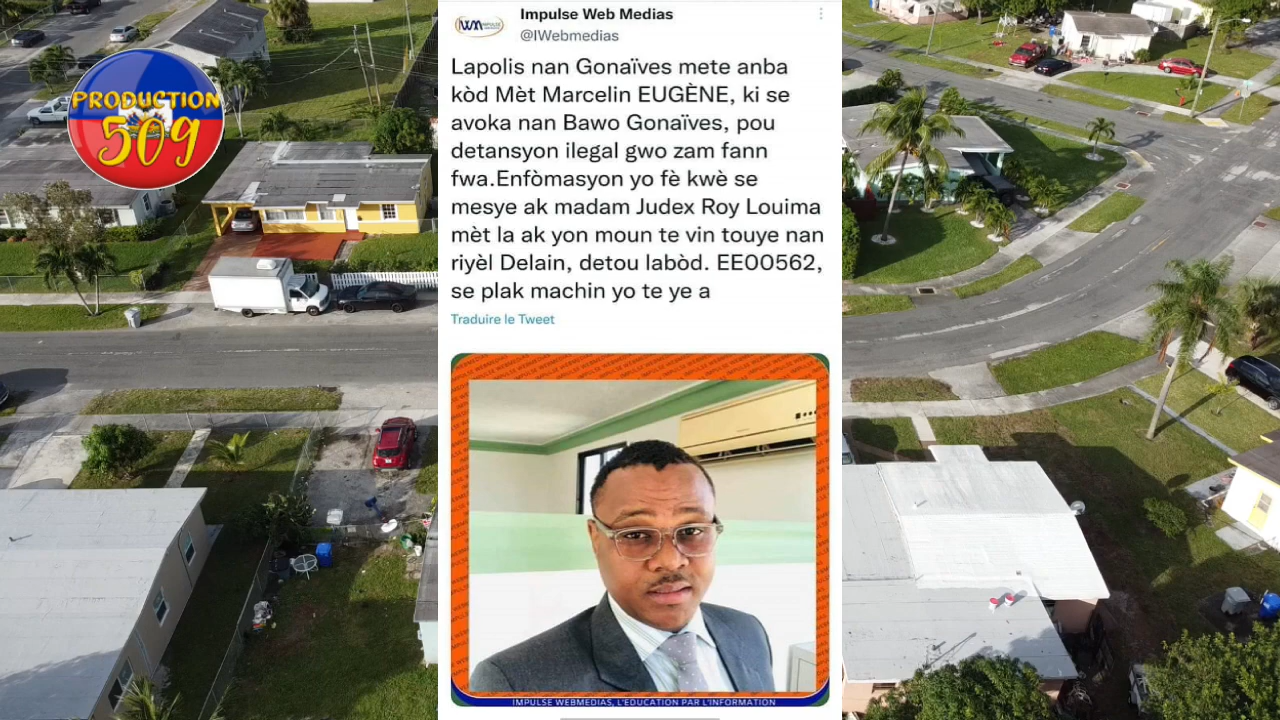 PRODUCTION
509
IWM
IMPULSE
Impulse Web Medias
@IWebmedias
Lapolis nan Gonaïves mete anba
kòd Mèt Marcelin EUGÈNE, ki se
avoka nan Bawo Gonaïves, pou
detansyon ilegal gwo zam fann
fwa.Enfòmasyon yo fè kwè se
mesye ak madam Judex Roy Louima
mèt la ak yon moun te vin touye nan
riyèl Delain, detou labòd. EE00562,
se plak machin yo te ye a
Traduire le Tweet
IMPULSE WEBMEDIAS, L'EDUCATION PAR L'INFORMATION